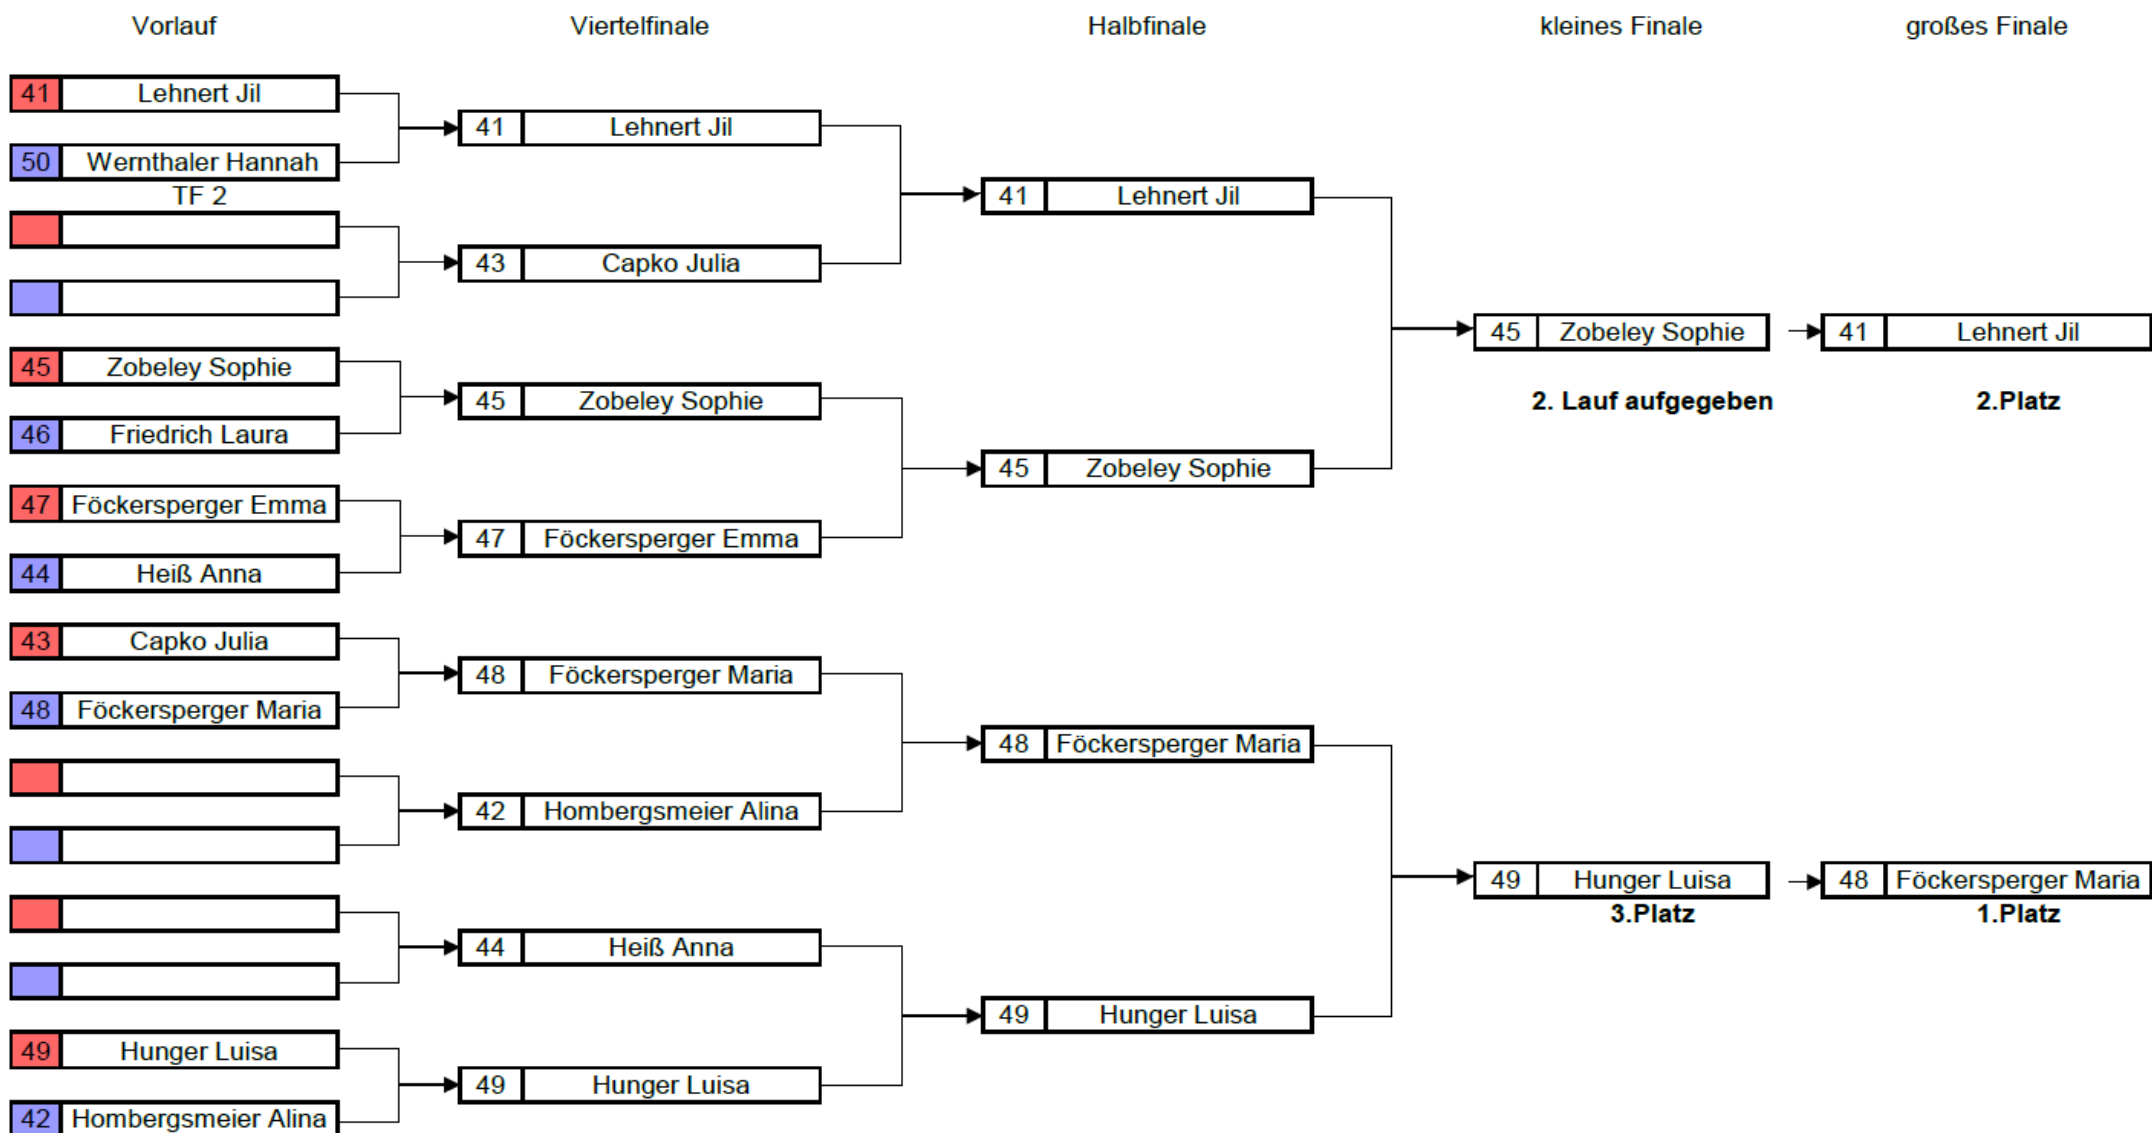 Vorlauf Viertelfinale Halbfinale kleines Finale großes Finale
41 Lehnert Jil
41 Lehnert Jil
50 Wernthaler Hannah
TF 2
41 Lehnert Jil
43 Capko Julia
45 Zobeley Sophie
41 Lehnert Jil
45 Zobeley Sophie
45 Zobeley Sophie
2. Lauf aufgegeben
2.Platz
46 Friedrich Laura
45 Zobeley Sophie
47 Föckersperger Emma
47 Föckersperger Emma
44 Heiß Anna
43 Capko Julia
48 Föckersperger Maria
48 Föckersperger Maria
48 Föckersperger Maria
42 Hombergsmeier Alina
49 Hunger Luisa
48 Föckersperger Maria
3.Platz
1.Platz
44 Heiß Anna
49 Hunger Luisa
49 Hunger Luisa
49 Hunger Luisa
42 Hombergsmeier Alina